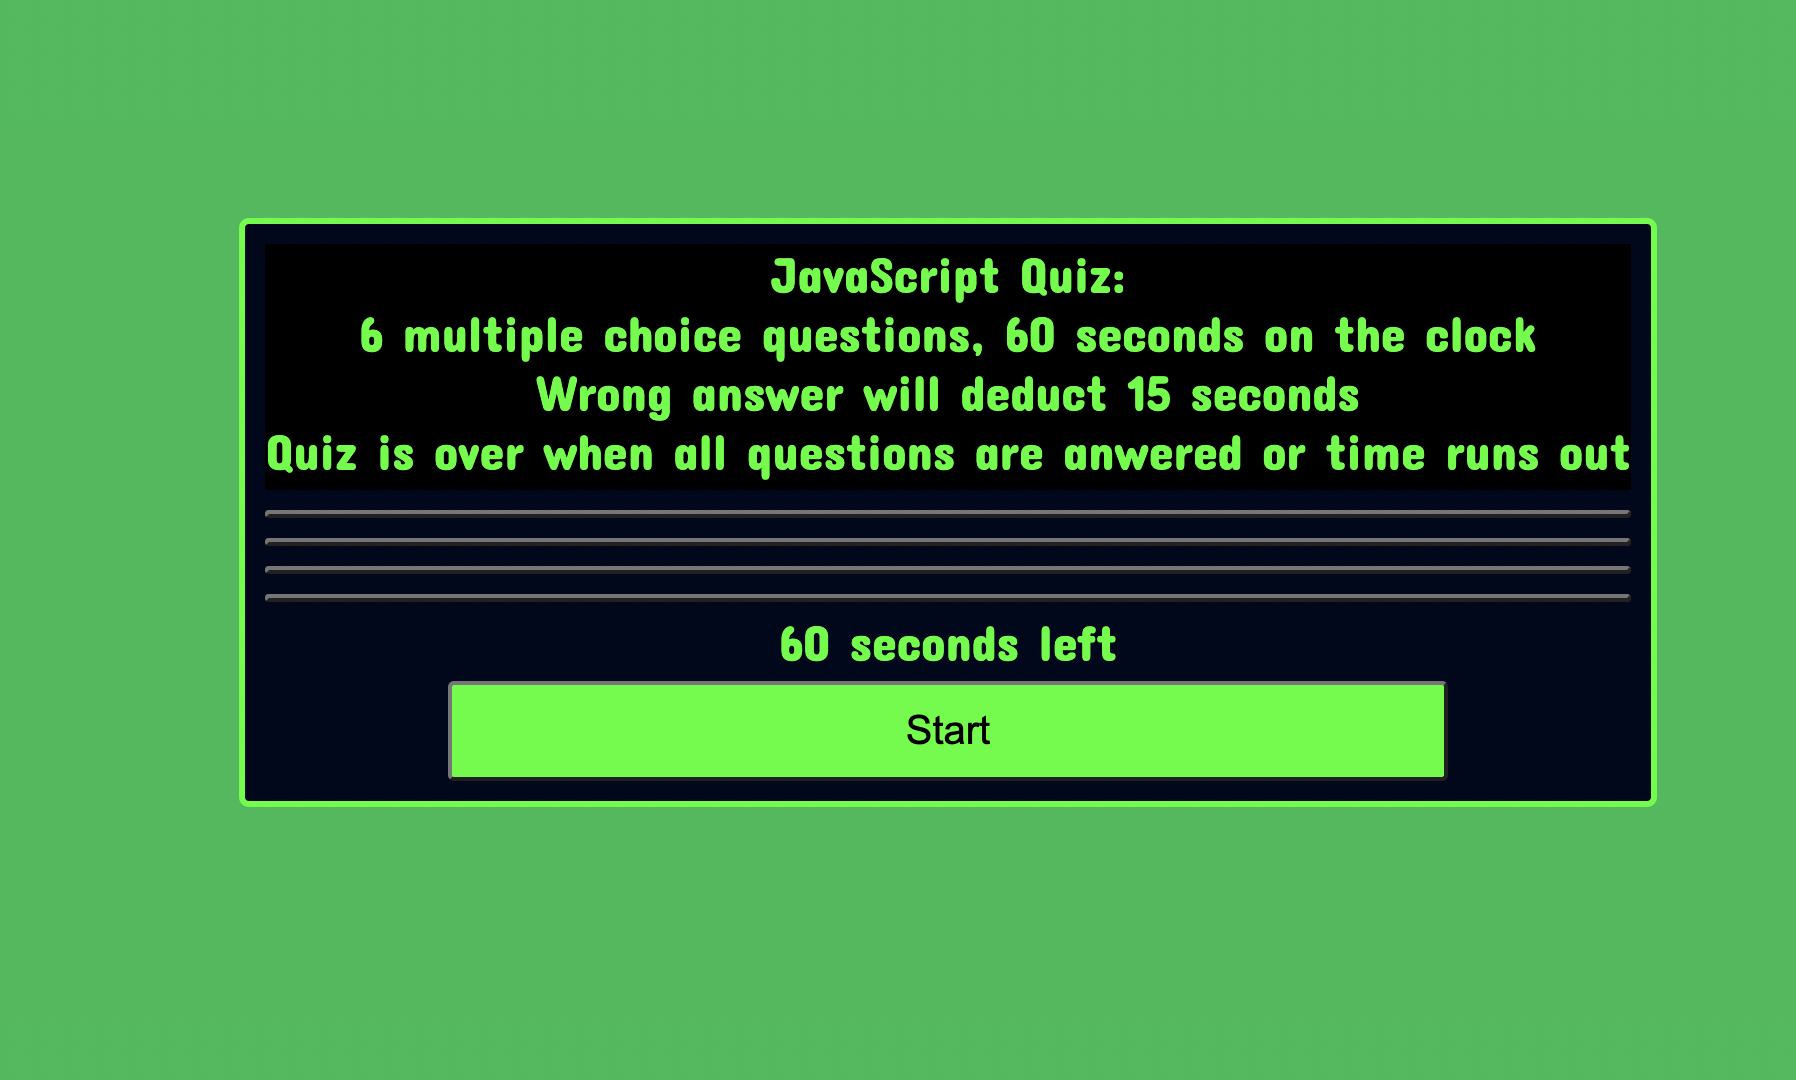 JavaScript Quiz:
6 multiple choice questions, 60 seconds on the clock
Wrong answer will deduct 15 seconds
Quiz is over when all questions are anwered or time runs out
60 seconds left
Start